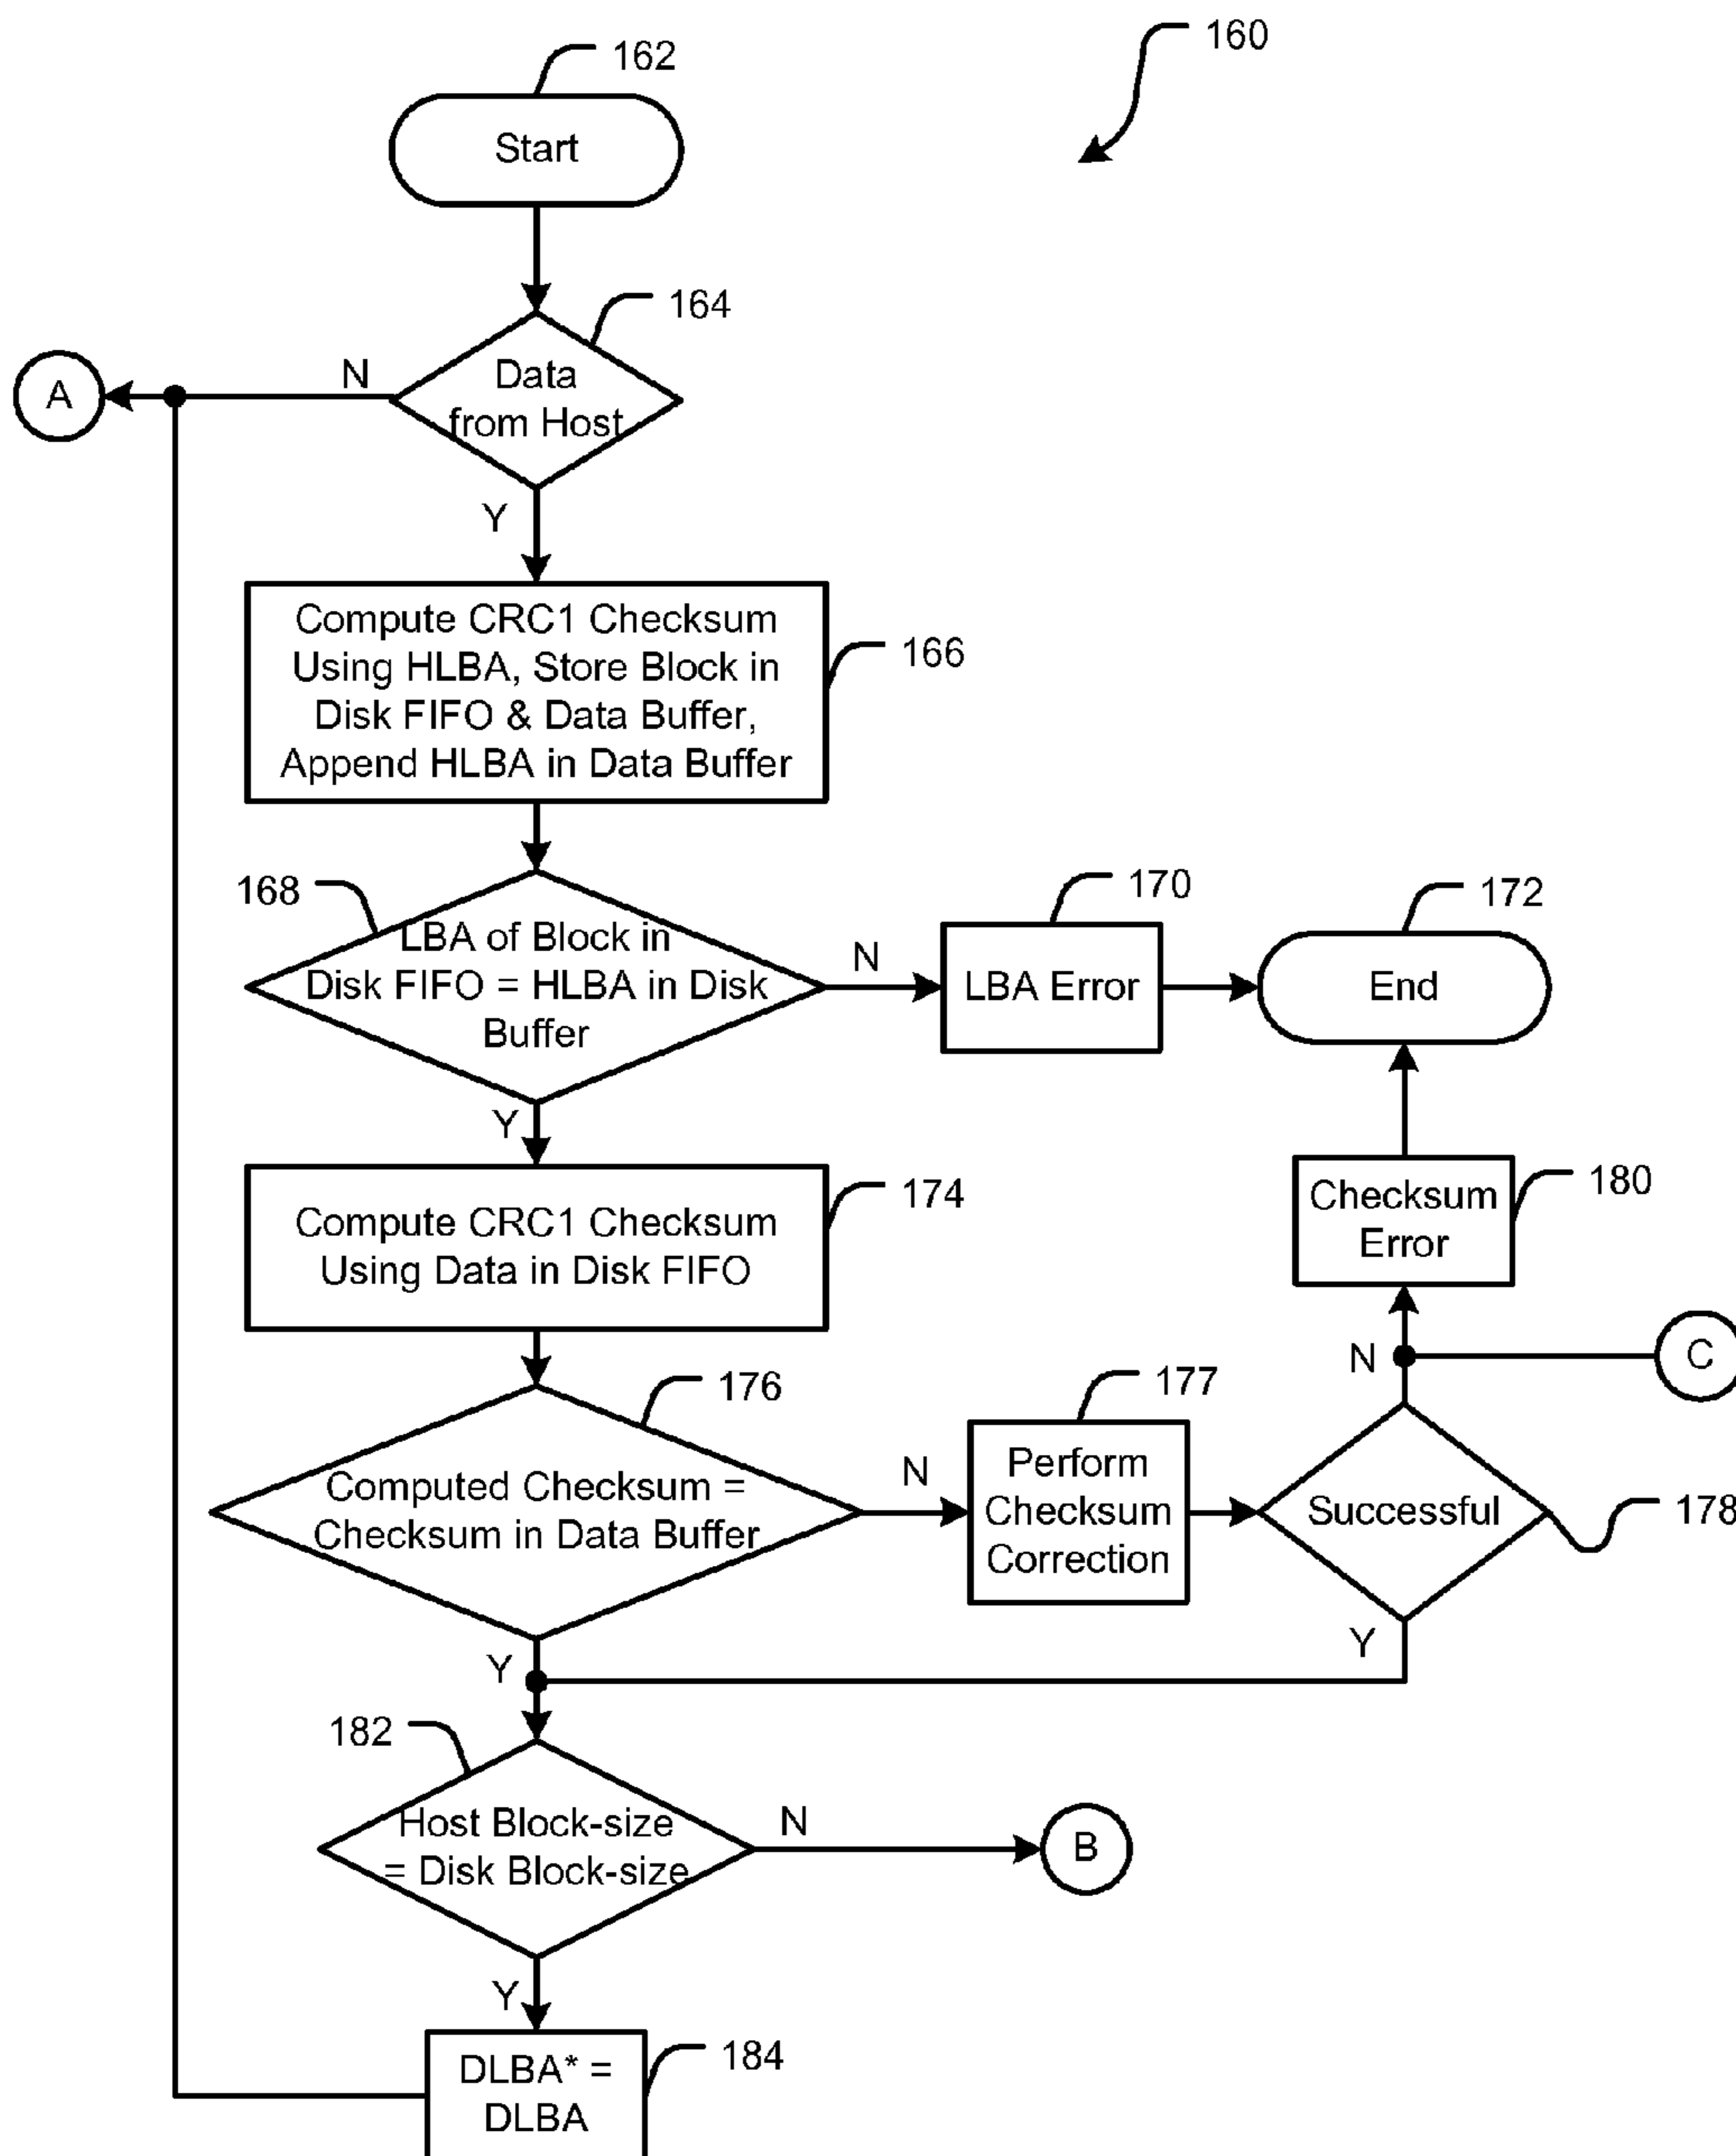 160
162
Start
164
Data
from Host
N
A
Y
Compute CRC1 Checksum
Using HLBA, Store Block in
Disk FIFO & Data Buffer,
Append HLBA in Data Buffer
166
168
LBA of Block in
Disk FIFO = HLBA in Disk
Buffer
N
170
LBA Error
172
End
Y
Compute CRC1 Checksum
Using Data in Disk FIFO
174
Checksum
Error
180
N
C
176
Computed Checksum =
Checksum in Data Buffer
N
177
Perform
Checksum
Correction
Successful
178
Y
Y
182
Host Block-size
= Disk Block-size
N
B
Y
DLBA* =
DLBA
184